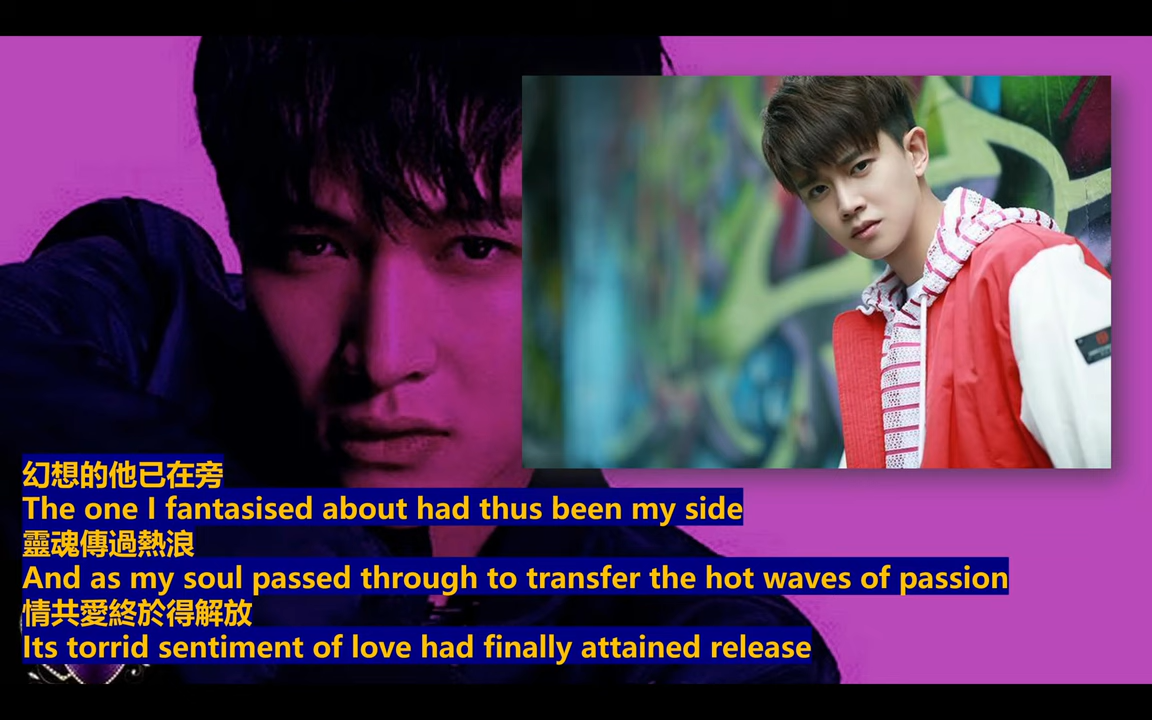 幻想的他已在旁
The one I fantasised about had thus been my side
靈魂傳過熱浪
And as my soul passed through to transfer the hot waves of passion
情共愛終於得解放
Its torrid sentiment of love had finally attained release